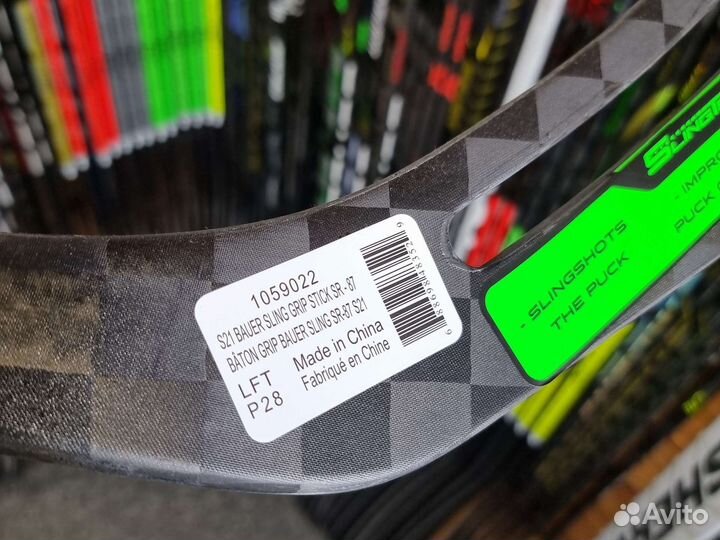 1059022
S21 BAUER SLING GRIP STICK SR - 87
BÂTON GRIP BAUER SLING SR-87 S21
LFT
P28
Made in China
Fabriqué en Chine
- SLINGSHOTS
THE PUCK
- IMPRO
PUCK
Avito